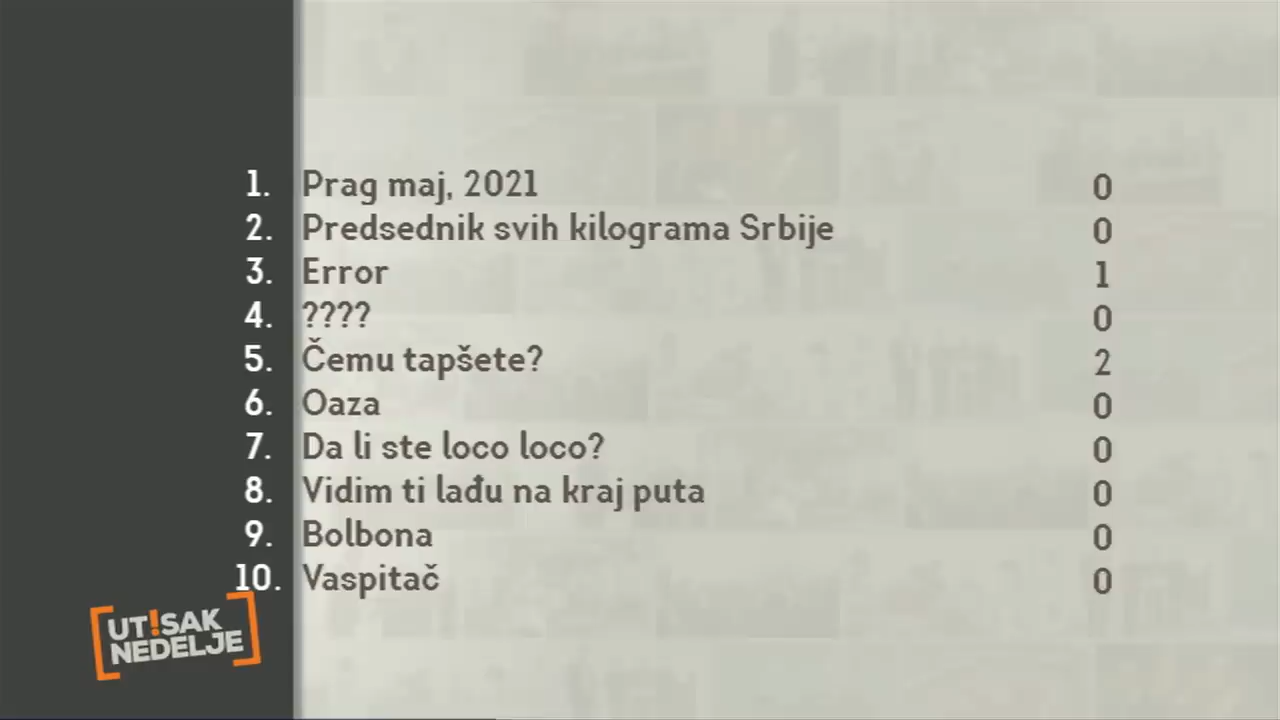 1. Prag maj, 2021 0
2. Predsednik svih kilograma Srbije 0
3. Error 1
4. ???? 0
5. Čemu tapšete? 2
6. Oaza 0
7. Da li ste loco loco? 0
8. Vidim ti lađu na kraj puta 0
9. Bolbona 0
10. Vaspitač 0
UT!SAK
NEDELJE